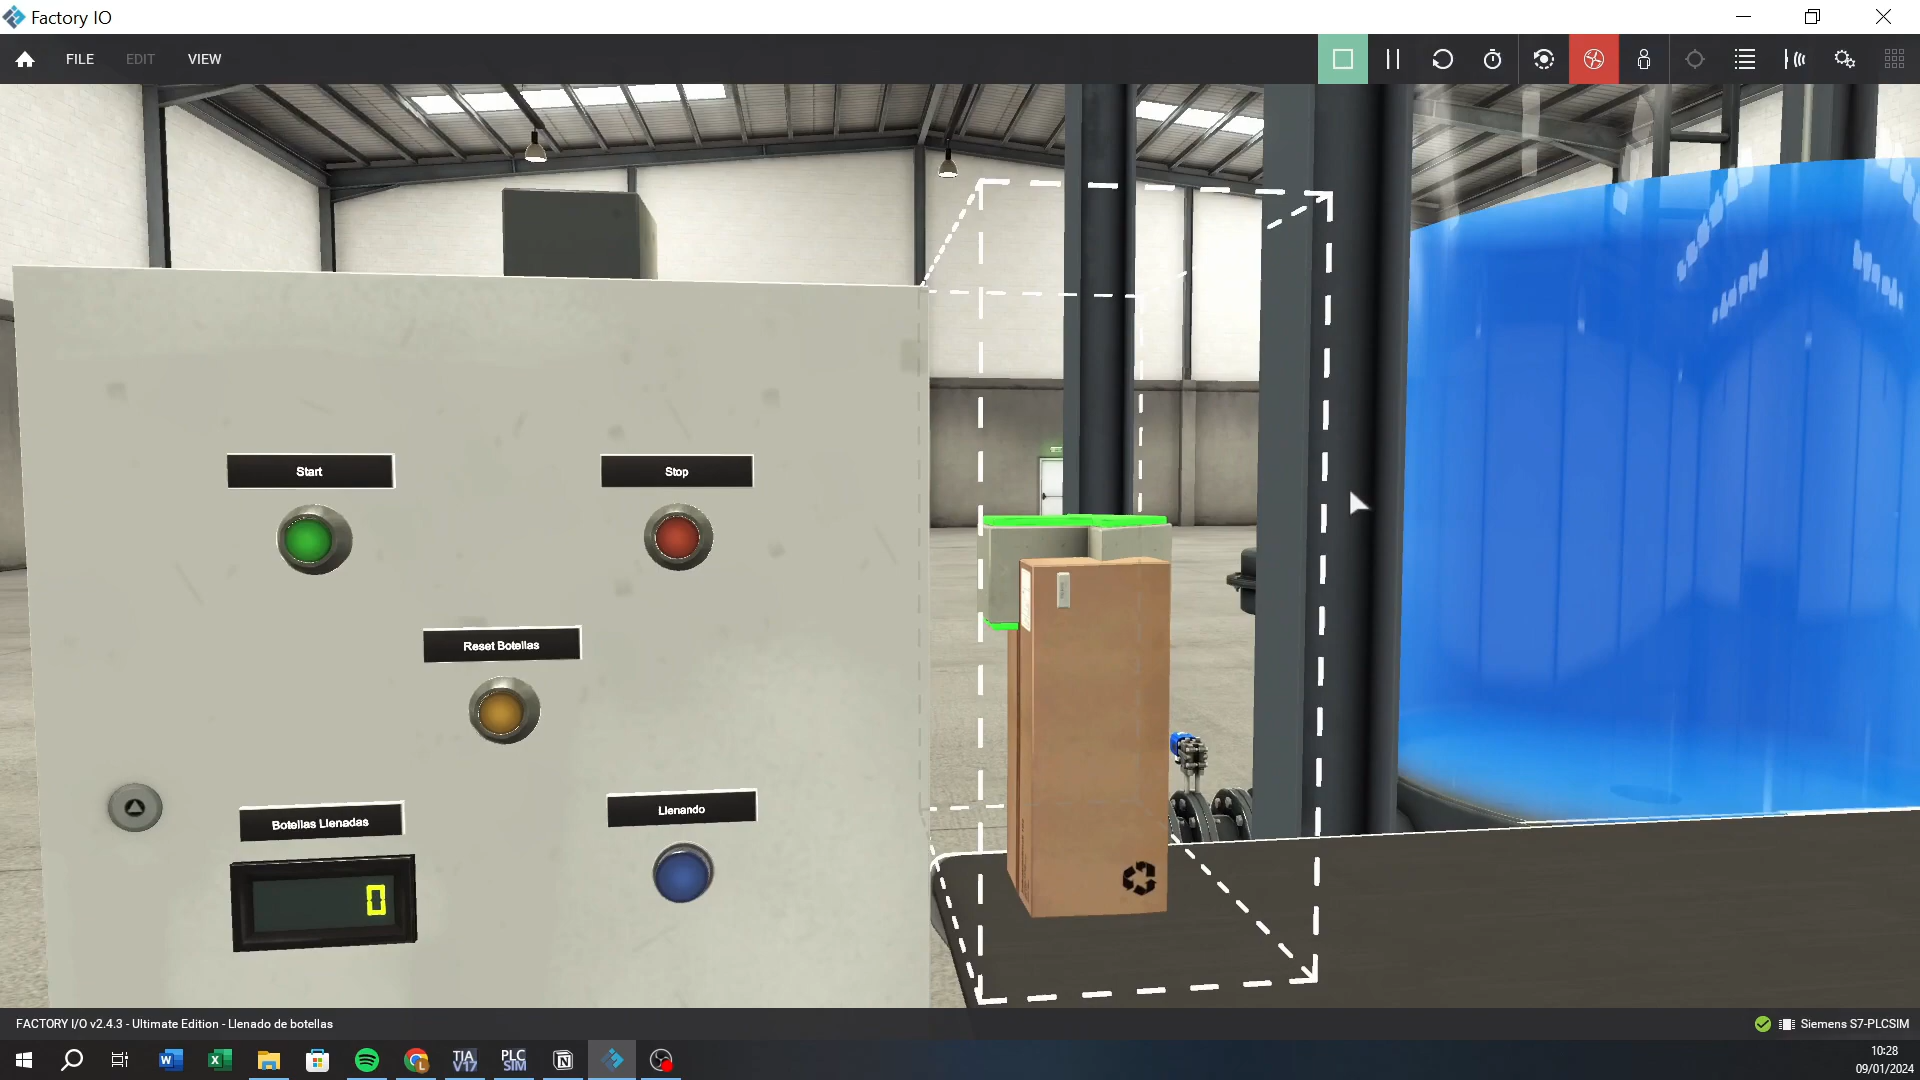 Factory IO
FILE EDIT VIEW
Start
Stop
Reset Botellas
Botellas Llenadas
Llenando
0
FACTORY I/O v2.4.3 - Ultimate Edition - Llenado de botellas
Siemens S7-PLCSIM
TIA V17
PLC SIM
10:28
09/01/2024